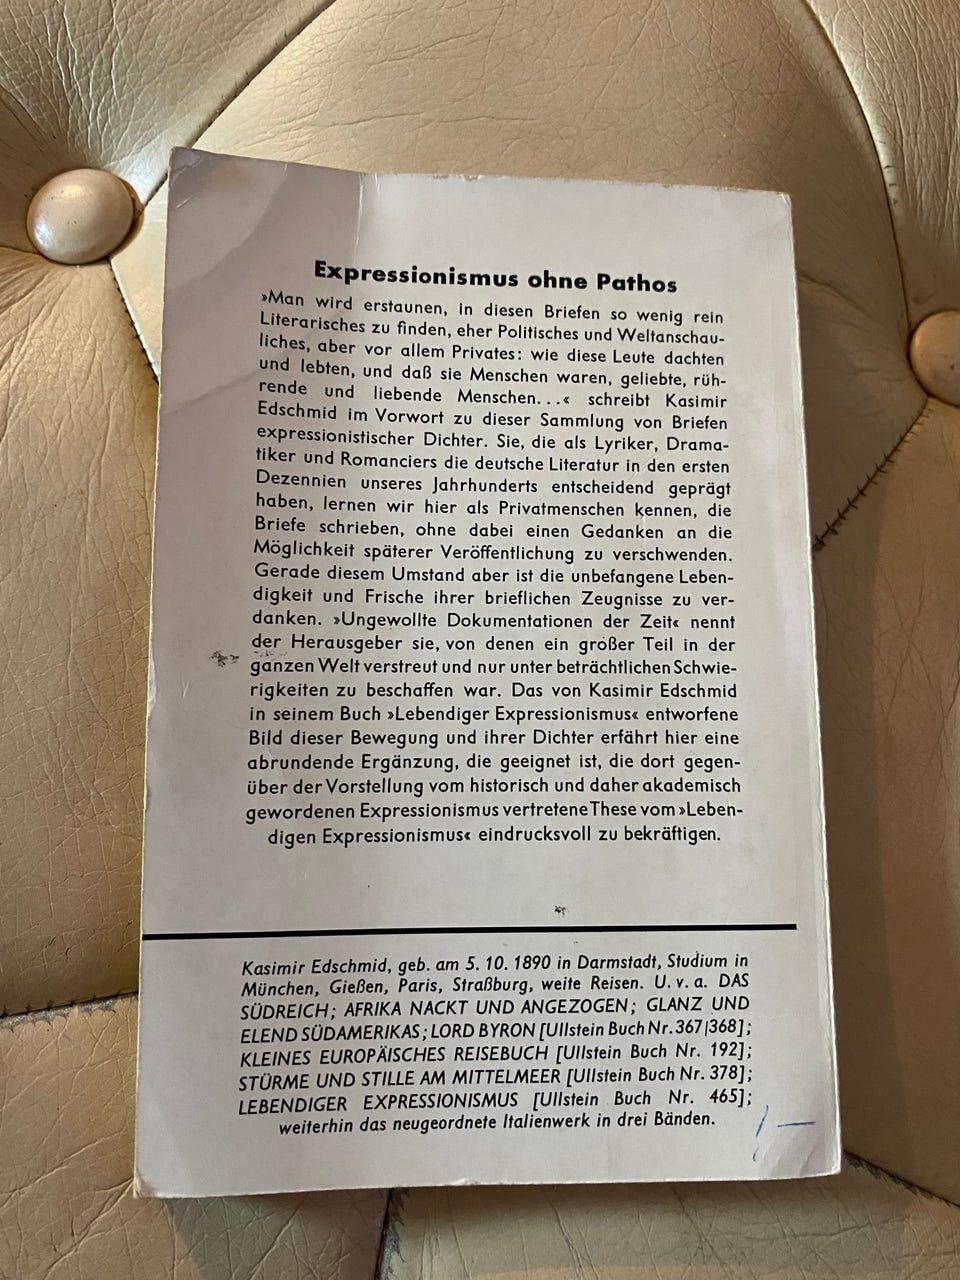 Expressionismus ohne Pathos
»Man wird erstaunen, in diesen Briefen so wenig rein
Literarisches zu finden, eher Politisches und Weltanschau-
liches, aber vor allem Privates: wie diese Leute dachten
und lebten, und daß sie Menschen waren, geliebte, rüh-
rende und liebende Menschen...« schreibt Kasimir
Edschmid im Vorwort zu dieser Sammlung von Briefen
expressionistischer Dichter. Sie, die als Lyriker, Drama-
tiker und Romanciers die deutsche Literatur in den ersten
Dezennien unseres Jahrhunderts entscheidend geprägt
haben, lernen wir hier als Privatmenschen kennen, die
Briefe schrieben, ohne dabei einen Gedanken an die
Möglichkeit späterer Veröffentlichung zu verschwenden.
Gerade diesem Umstand aber ist die unbefangene Leben-
digkeit und Frische ihrer brieflichen Zeugnisse zu ver-
danken. »Ungewollte Dokumentationen der Zeit« nennt
der Herausgeber sie, von denen ein großer Teil in der
ganzen Welt verstreut und nur unter beträchtlichen Schwie-
rigkeiten zu beschaffen war. Das von Kasimir Edschmid
in seinem Buch »Lebendiger Expressionismus« entworfene
Bild dieser Bewegung und ihrer Dichter erfährt hier eine
abrundende Ergänzung, die geeignet ist, die dort gegen-
über der Vorstellung vom historisch und daher akademisch
gewordenen Expressionismus vertretene These vom »Leben-
digen Expressionismus« eindrucksvoll zu bekräftigen.
Kasimir Edschmid, geb. am 5. 10. 1890 in Darmstadt, Studium in
München, Gießen, Paris, Straßburg, weite Reisen. U. v. a. DAS
SÜDREICH; AFRIKA NACKT UND ANGEZOGEN; GLANZ UND
ELEND SÜDAMERIKAS; LORD BYRON [Ullstein Buch Nr. 367|368];
KLEINES EUROPÄISCHES REISEBUCH [Ullstein Buch Nr. 192];
STÜRME UND STILLE AM MITTELMEER [Ullstein Buch Nr. 378];
LEBENDIGER EXPRESSIONISMUS [Ullstein Buch Nr. 465];
weiterhin das neugeordnete Italienwerk in drei Bänden.